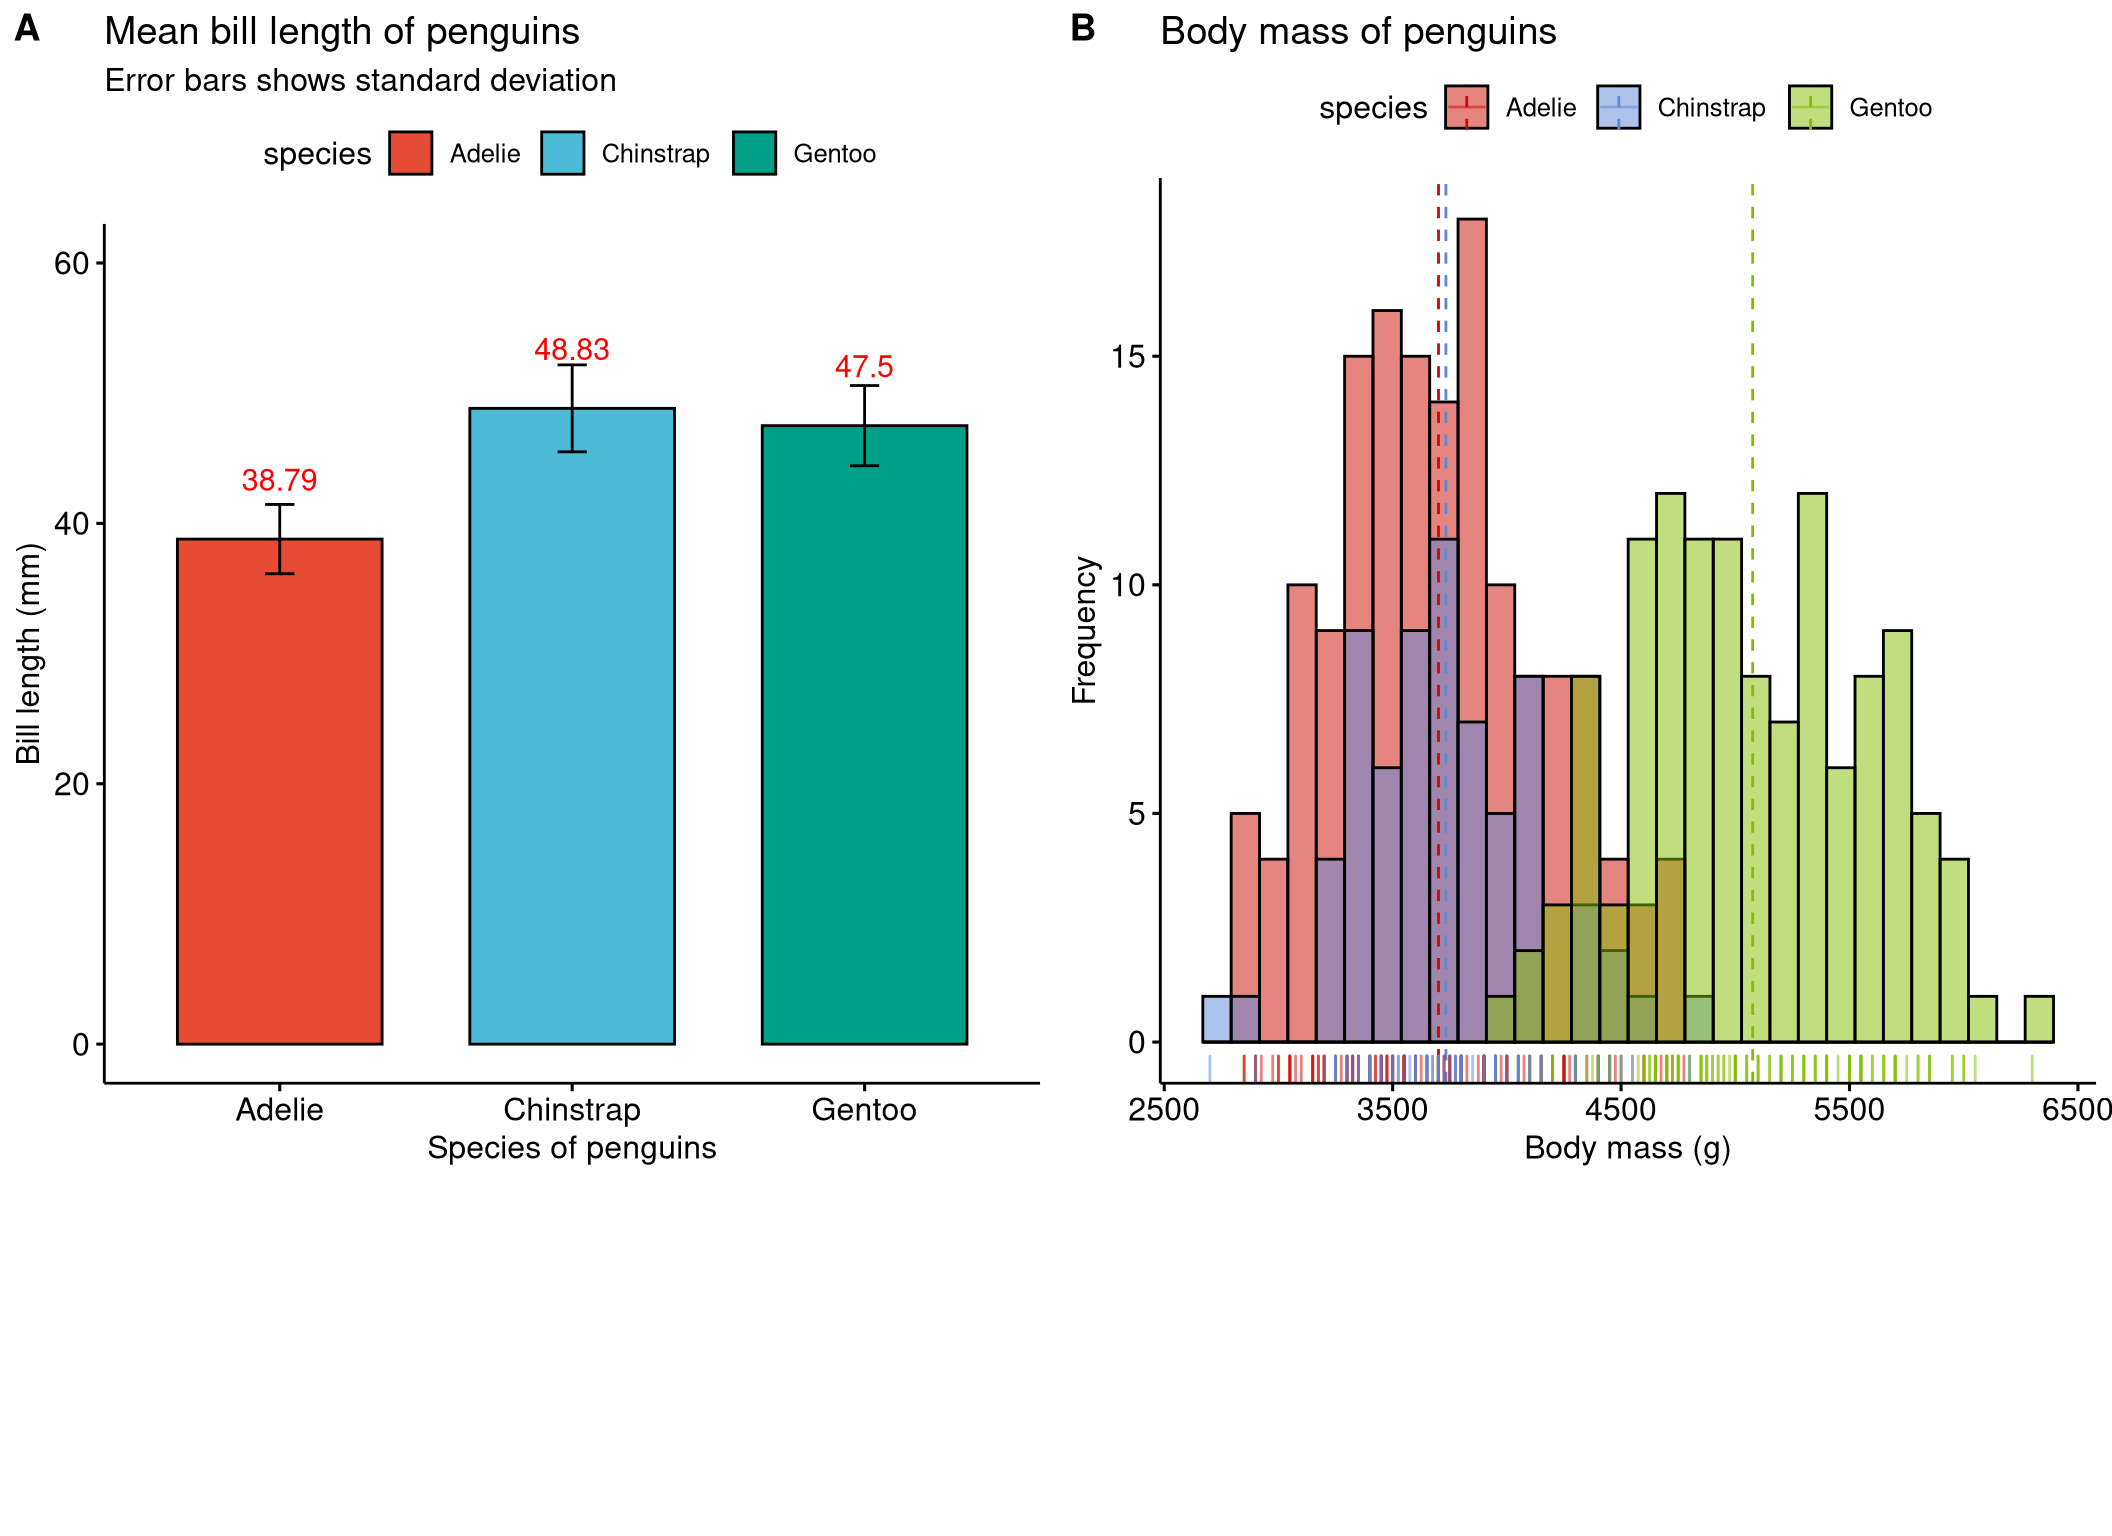 A
Mean bill length of penguins
Error bars shows standard deviation
species Adelie Chinstrap Gentoo
60
40
20
0
Bill length (mm)
38.79
48.83
47.5
Adelie Chinstrap Gentoo
Species of penguins
B
Body mass of penguins
species Adelie Chinstrap Gentoo
15
10
5
0
Frequency
2500 3500 4500 5500 6500
Body mass (g)